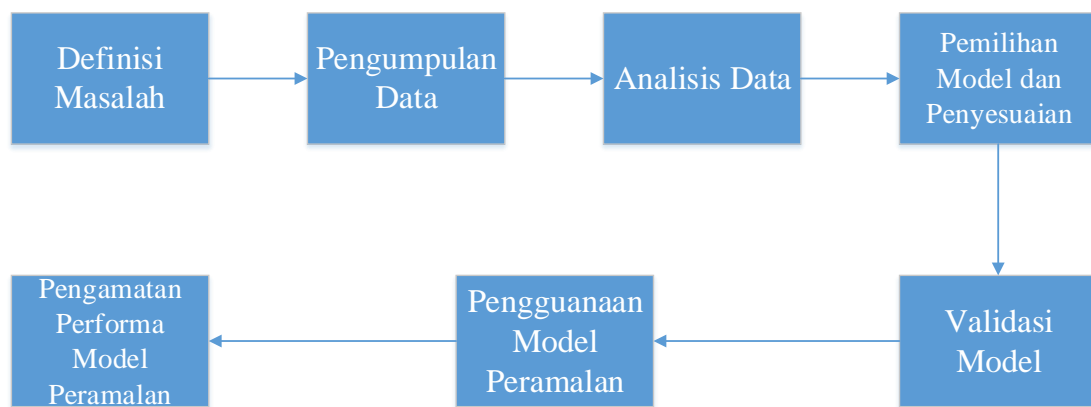 Definisi
Masalah
Pengumpulan
Data
Analisis Data
Pemilihan
Model dan
Penyesuaian
Validasi
Model
Pengguanaan
Model
Peramalan
Pengamatan
Performa
Model
Peramalan